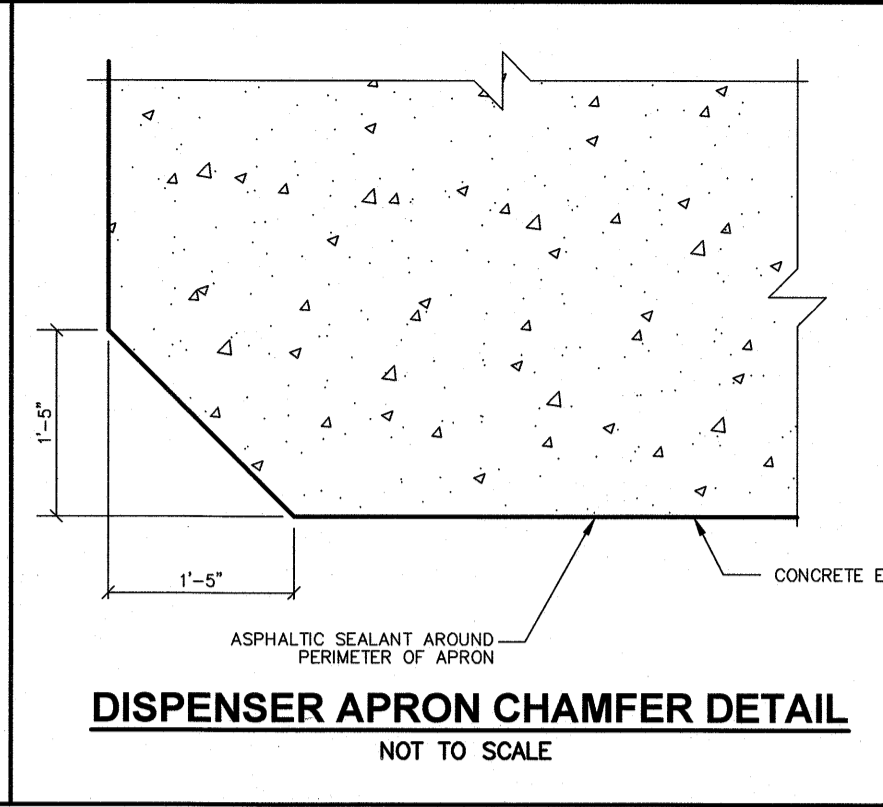 1'-5"
1'-5"
CONCRETE E
ASPHALTIC SEALANT AROUND
PERIMETER OF APRON
DISPENSER APRON CHAMFER DETAIL
NOT TO SCALE